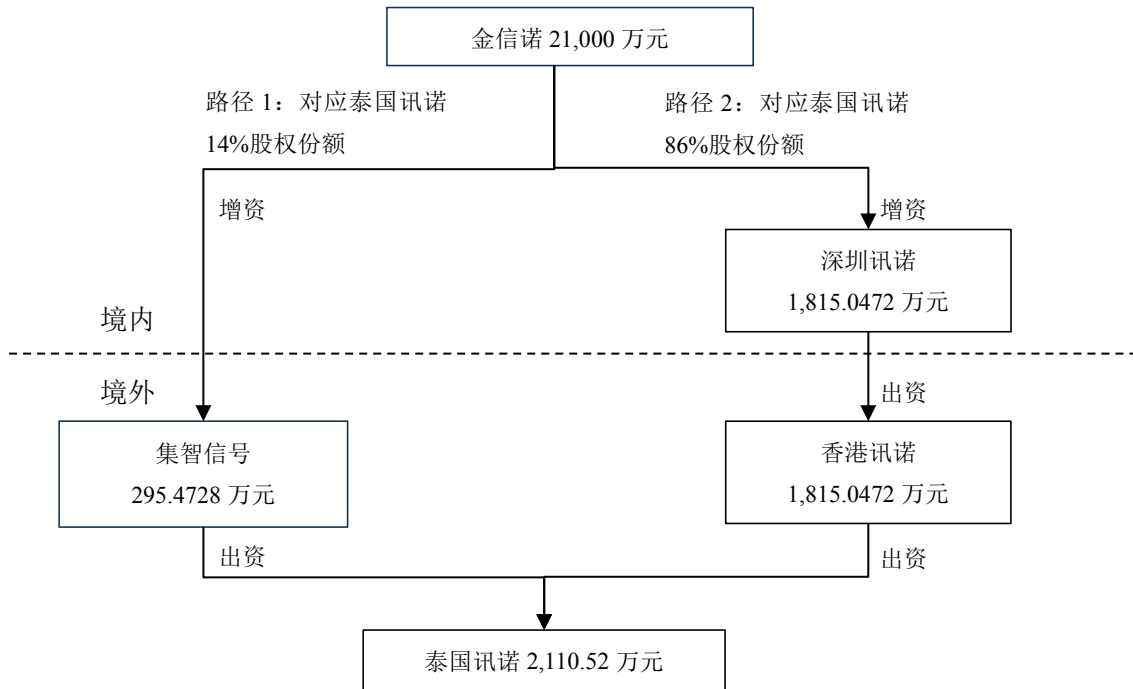 金信诺 21,000 万元
路径 1：对应泰国讯诺
14%股权份额
路径 2：对应泰国讯诺
86%股权份额
增资
增资
深圳讯诺
1,815.0472 万元
境内
境外
出资
集智信号
295.4728 万元
香港讯诺
1,815.0472 万元
出资
出资
泰国讯诺 2,110.52 万元